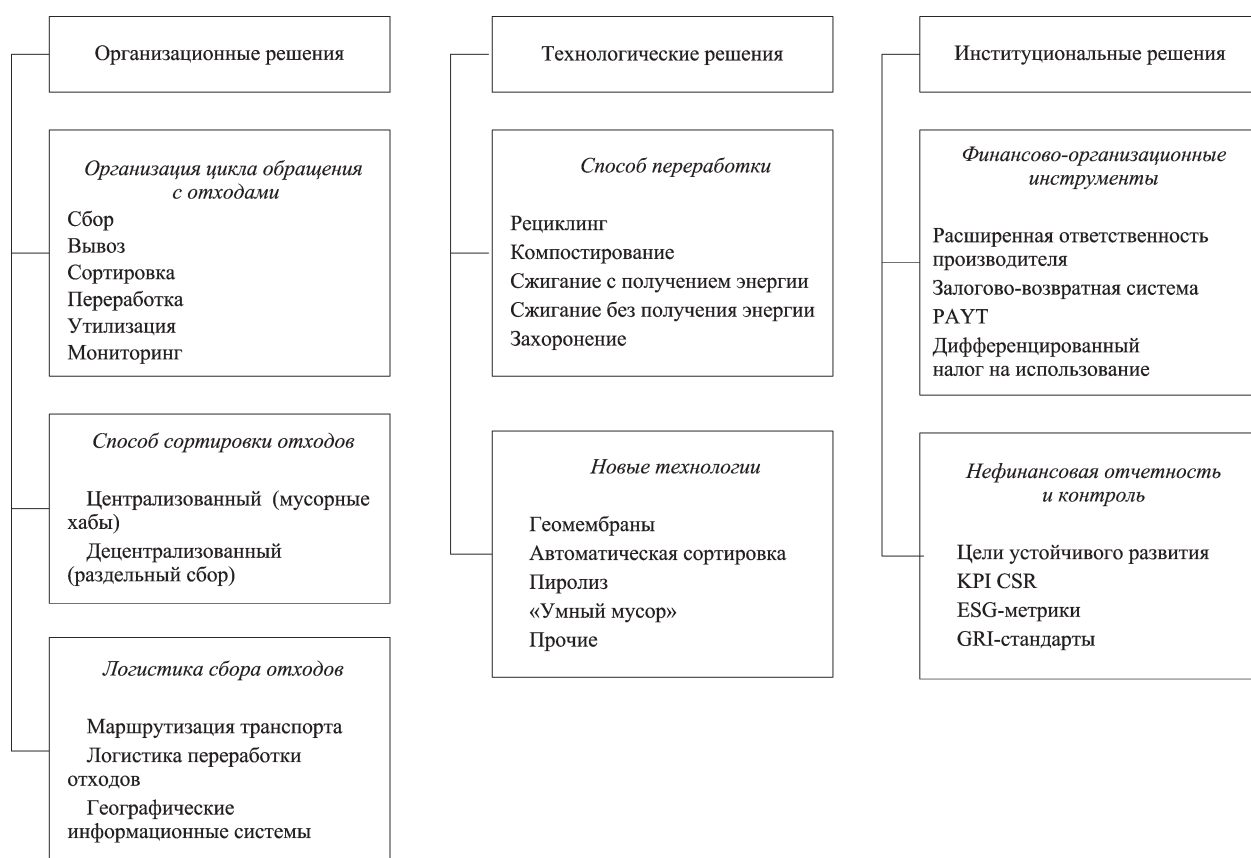 Организационные решения
Организация цикла обращения
с отходами
Сбор
Вывоз
Сортировка
Переработка
Утилизация
Мониторинг
Способ сортировки отходов
Централизованный (мусорные
хабы)
Децентрализованный
(раздельный сбор)
Логистика сбора отходов
Маршрутизация транспорта
Логистика переработки
отходов
Географические
информационные системы
Технологические решения
Способ переработки
Рециклинг
Компостирование
Сжигание с получением энергии
Сжигание без получения энергии
Захоронение
Новые технологии
Геомембраны
Автоматическая сортировка
Пиролиз
«Умный мусор»
Прочие
Институциональные решения
Финансово-организационные
инструменты
Расширенная ответственность
производителя
Залогово-возвратная система
PAYT
Дифференцированный
налог на использование
Нефинансовая отчетность
и контроль
Цели устойчивого развития
KPI CSR
ESG-метрики
GRI-стандарты